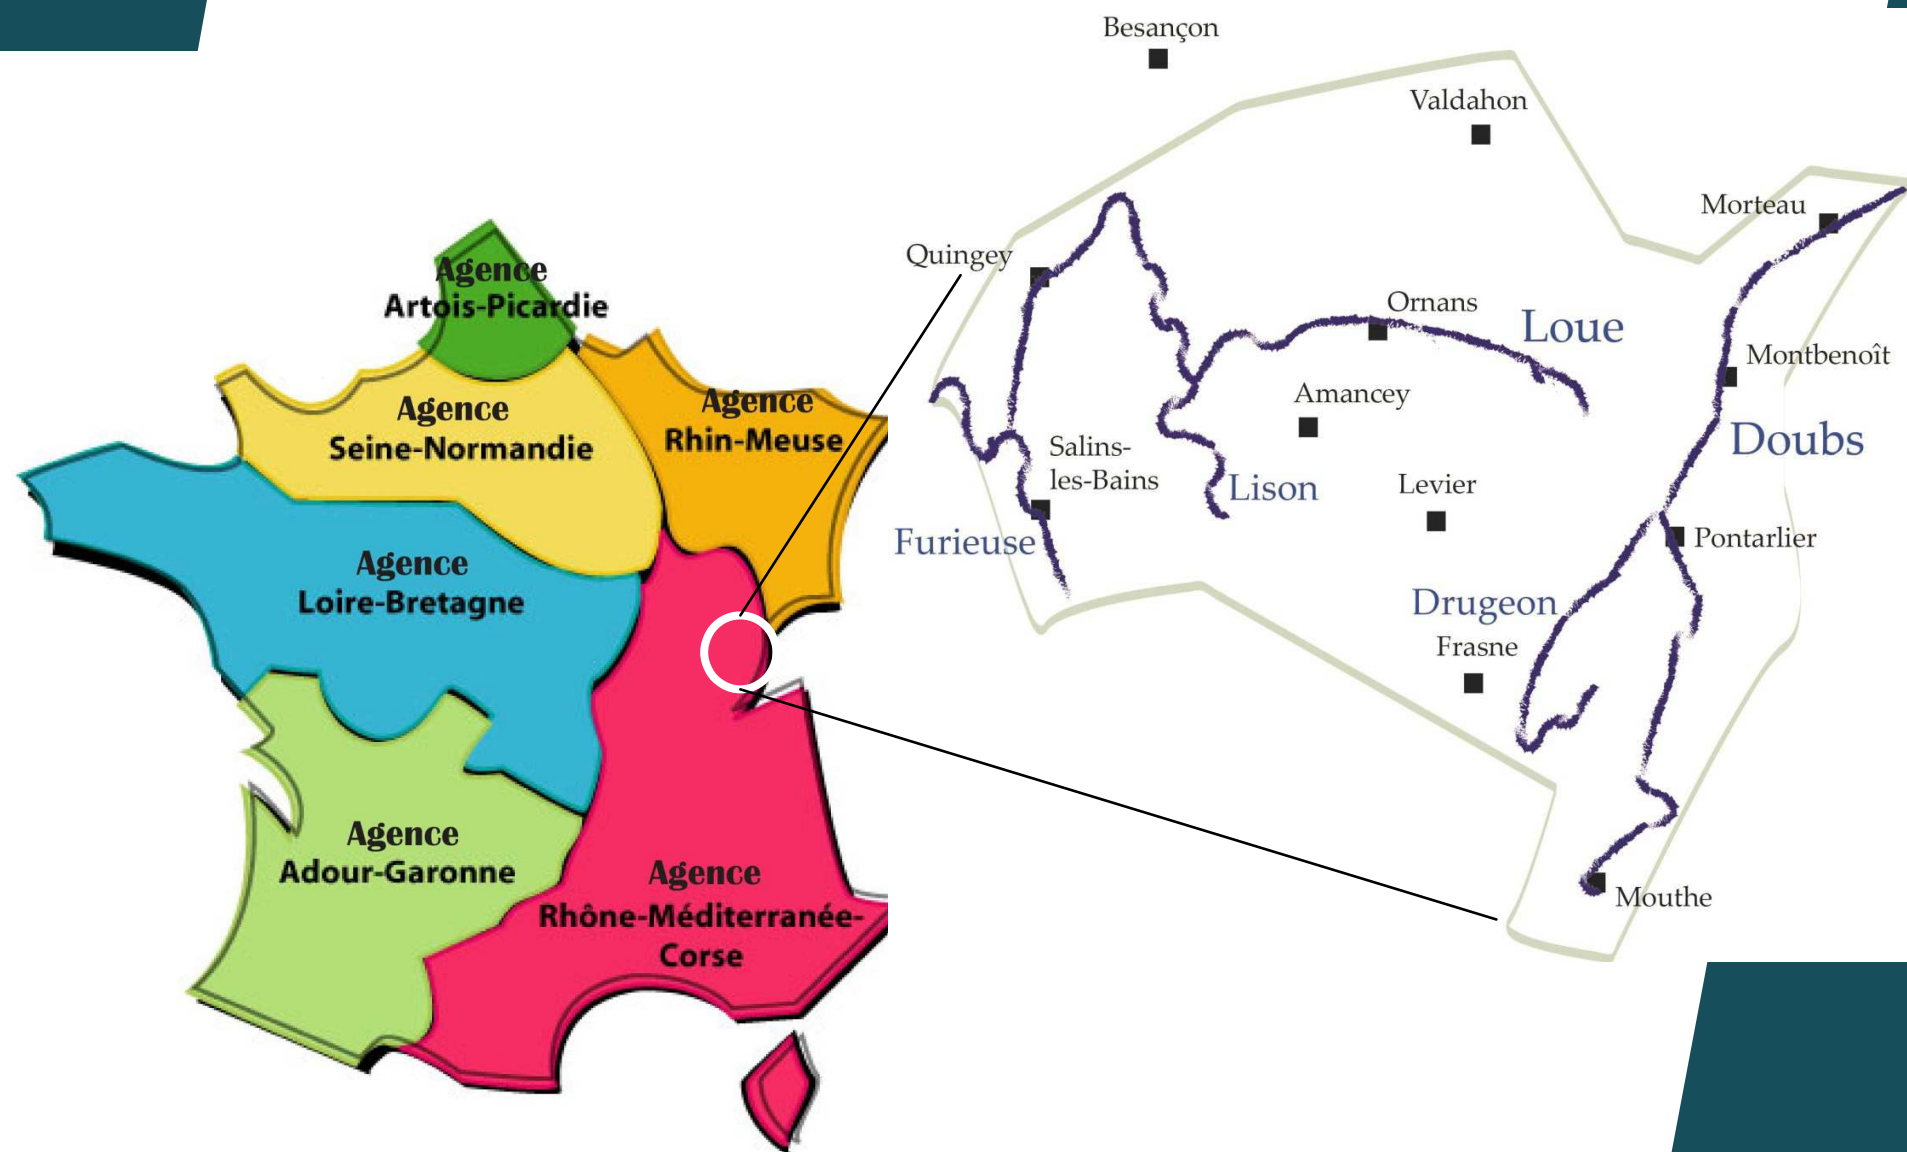 Agence
Artois-Picardie
Agence
Seine-Normandie
Agence
Rhin-Meuse
Agence
Loire-Bretagne
Agence
Adour-Garonne
Agence
Rhône-Méditerranée-
Corse
Besançon
Valdahon
Morteau
Quingey
Ornans
Loue
Montbenoît
Amancey
Doubs
Salins-
les-Bains
Lison
Levier
Furieuse
Pontarlier
Drugeon
Frasne
Mouthe